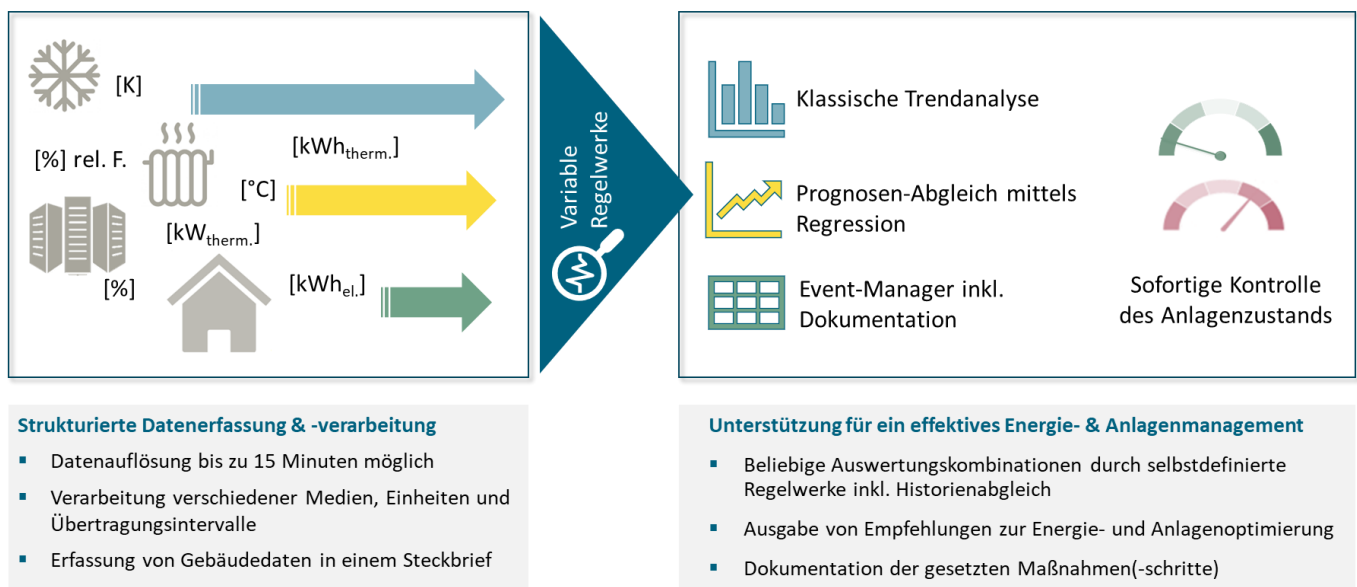 [K]
[kWhtherm.]
[%] rel. F.
[°C]
[kWtherm.]
[%]
[kWhel.]
Variable
Regelwerke
Klassische Trendanalyse
Prognosen-Abgleich mittels
Regression
Event-Manager inkl.
Dokumentation
Sofortige Kontrolle
des Anlagenzustands
Strukturierte Datenerfassung & -verarbeitung
▪ Datenauflösung bis zu 15 Minuten möglich
▪ Verarbeitung verschiedener Medien, Einheiten und
Übertragungsintervalle
▪ Erfassung von Gebäudedaten in einem Steckbrief
Unterstützung für ein effektives Energie- & Anlagenmanagement
▪ Beliebige Auswertungskombinationen durch selbstdefinierte
Regelwerke inkl. Historienabgleich
▪ Ausgabe von Empfehlungen zur Energie- und Anlagenoptimierung
▪ Dokumentation der gesetzten Maßnahmen(-schritte)